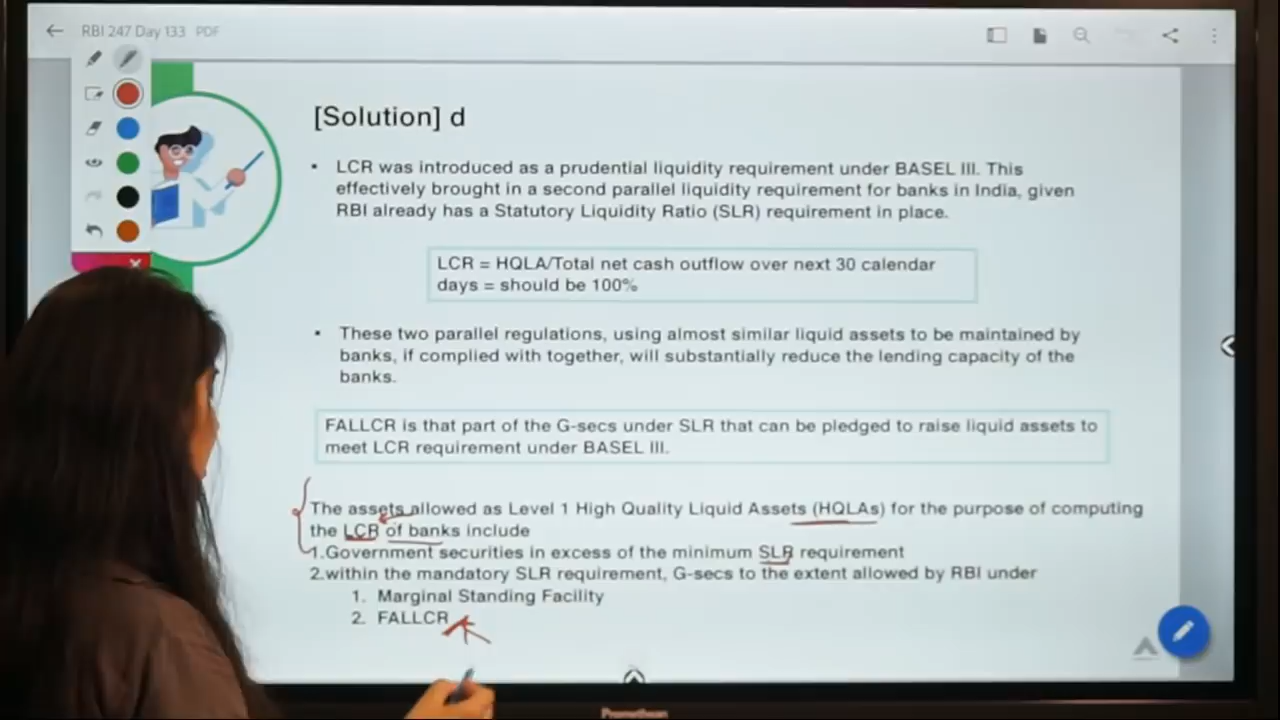 RBI 247 Day 133 PDF
[Solution] d
▪ LCR was introduced as a prudential liquidity requirement under BASEL III. This
effectively brought in a second parallel liquidity requirement for banks in India, given
RBI already has a Statutory Liquidity Ratio (SLR) requirement in place.
LCR = HQLA/Total net cash outflow over next 30 calendar
days = should be 100%
▪ These two parallel regulations, using almost similar liquid assets to be maintained by
banks, if complied with together, will substantially reduce the lending capacity of the
banks.
FALLCR is that part of the G-secs under SLR that can be pledged to raise liquid assets to
meet LCR requirement under BASEL III.
The assets allowed as Level 1 High Quality Liquid Assets (HQLAs) for the purpose of computing
the LCR of banks include
1.Government securities in excess of the minimum SLR requirement
2.within the mandatory SLR requirement, G-secs to the extent allowed by RBI under
1. Marginal Standing Facility
2. FALLCR
Promethean